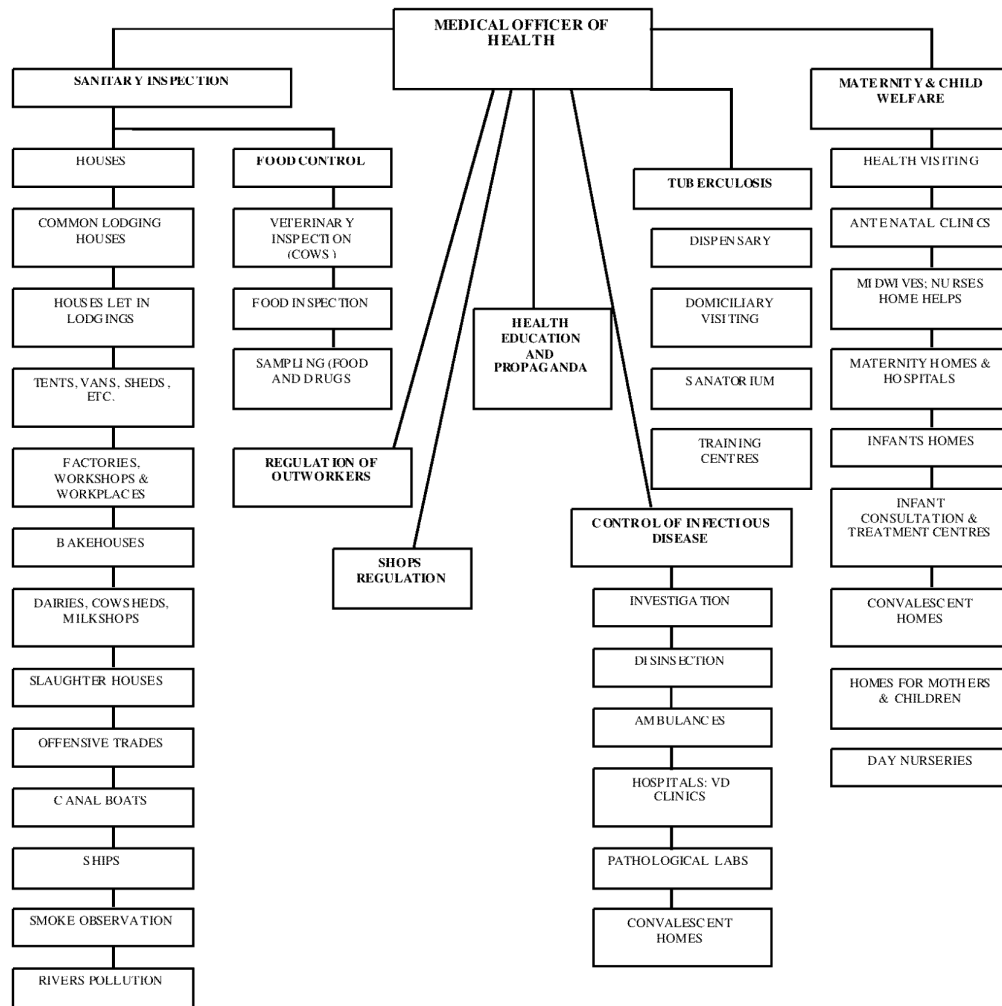 MEDICAL OFFICER OF
HEALTH
SANITARY INSPECTION
HOUSES
COMMON LODGING
HOUSES
HOUSES LET IN
LODGINGS
TENTS, VANS, SHEDS,
ETC.
FACTORIES,
WORKSHOPS &
WORKPLACES
BAKEHOUSES
DAIRIES, COWSHEDS,
MILKSHOPS
SLAUGHTER HOUSES
OFFENSIVE TRADES
CANAL BOATS
SHIPS
SMOKE OBSERVATION
RIVERS POLLUTION
FOOD CONTROL
VETERINARY
INSPECTION
(COWS)
FOOD INSPECTION
SAMPLING (FOOD
AND DRUGS
REGULATION OF
OUTWORKERS
SHOPS
REGULATION
HEALTH
EDUCATION
AND
PROPAGANDA
CONTROL OF INFECTIOUS
DISEASE
INVESTIGATION
DISINSECTION
AMBULANCES
HOSPITALS: VD
CLINICS
PATHOLOGICAL LABS
CONVALESCENT
HOMES
TUBERCULOSIS
DISPENSARY
DOMICILIARY
VISITING
SANATORIUM
TRAINING
CENTRES
MATERNITY & CHILD
WELFARE
HEALTH VISITING
ANTENATAL CLINICS
MIDWIVES; NURSES
HOME HELPS
MATERNITY HOMES &
HOSPITALS
INFANTS HOMES
INFANT
CONSULTATION &
TREATMENT CENTRES
CONVALESCENT
HOMES
HOMES FOR MOTHERS
& CHILDREN
DAY NURSERIES